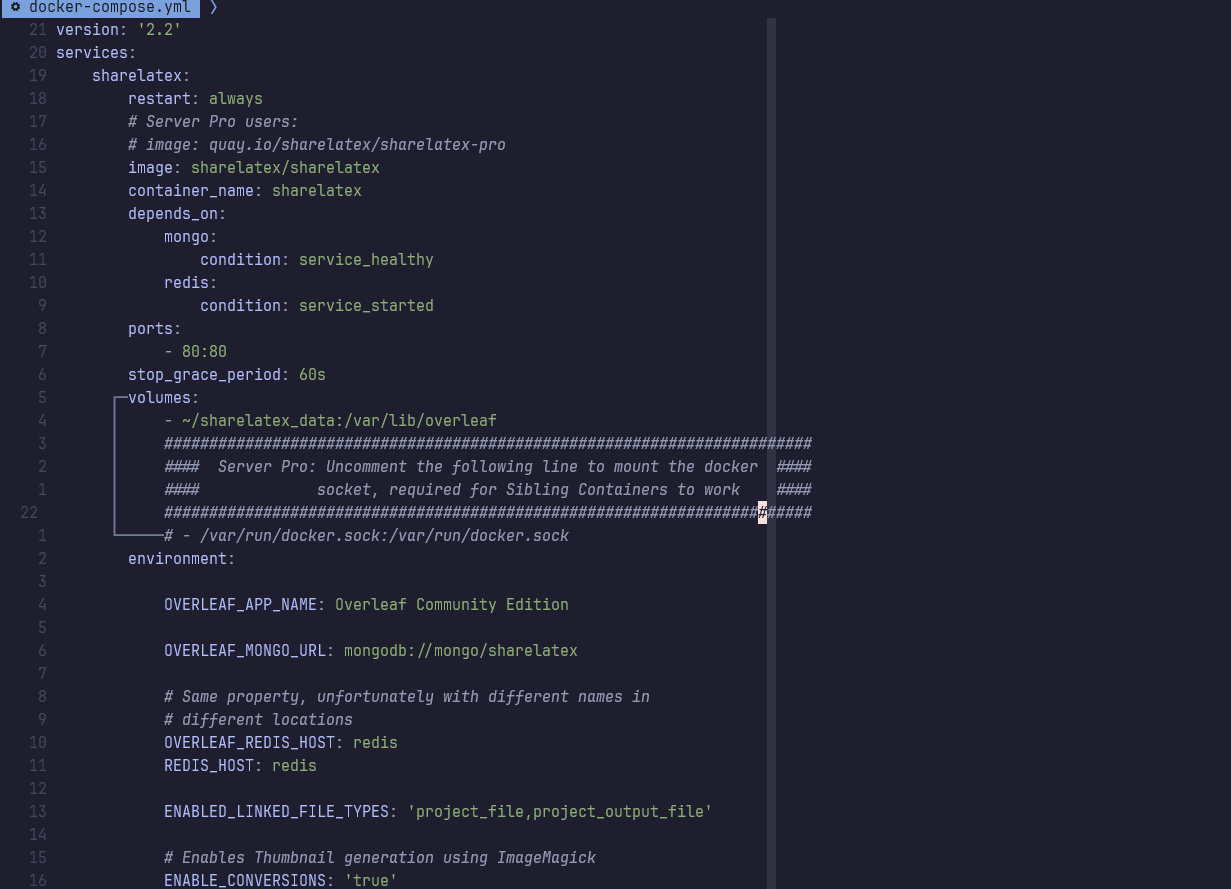 docker-compose.yml
21 version: '2.2'
20 services:
19 sharelatex:
18 restart: always
17 # Server Pro users:
16 # image: quay.io/sharelatex/sharelatex-pro
15 image: sharelatex/sharelatex
14 container_name: sharelatex
13 depends_on:
12 mongo:
11 condition: service_healthy
10 redis:
9 condition: service_started
8 ports:
7 - 80:80
6 stop_grace_period: 60s
5 volumes:
4 - ~/sharelatex_data:/var/lib/overleaf
3 ########################################################################
2 #### Server Pro: Uncomment the following line to mount the docker ####
1 #### socket, required for Sibling Containers to work ####
22 ########################################################################
1 # - /var/run/docker.sock:/var/run/docker.sock
2 environment:
3
4 OVERLEAF_APP_NAME: Overleaf Community Edition
5
6 OVERLEAF_MONGO_URL: mongodb://mongo/sharelatex
7
8 # Same property, unfortunately with different names in
9 # different locations
10 OVERLEAF_REDIS_HOST: redis
11 REDIS_HOST: redis
12
13 ENABLED_LINKED_FILE_TYPES: 'project_file,project_output_file'
14
15 # Enables Thumbnail generation using ImageMagick
16 ENABLE_CONVERSIONS: 'true'